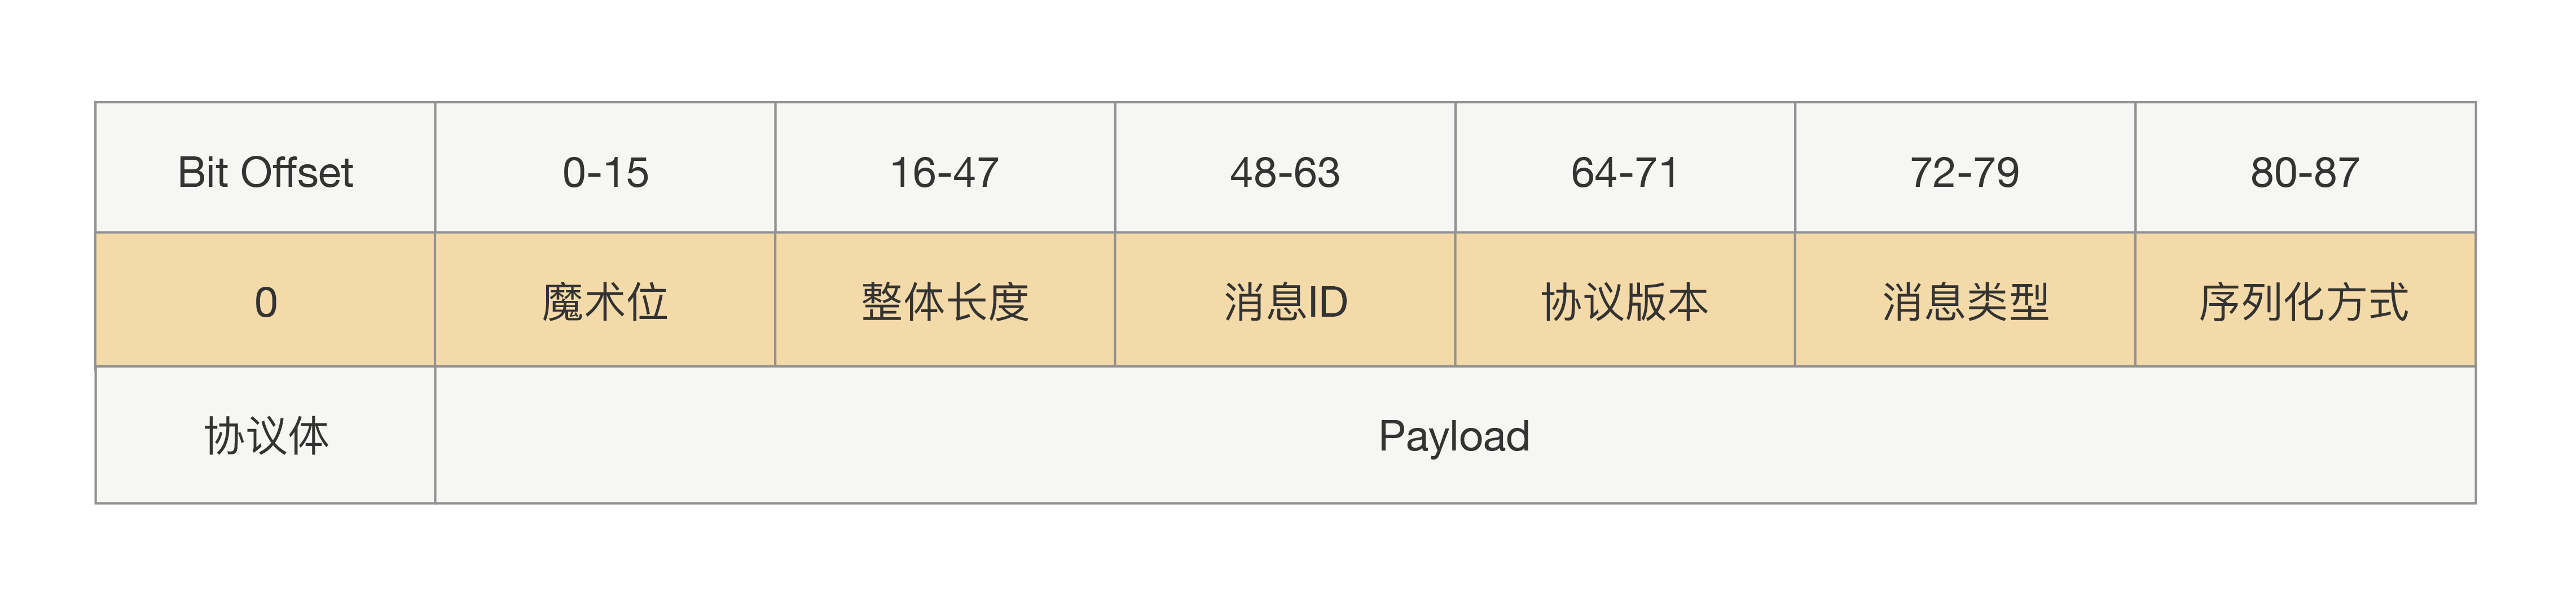 Bit Offset 0-15 16-47 48-63 64-71 72-79 80-87
0 魔术位 整体长度 消息ID 协议版本 消息类型 序列化方式
协议体 Payload